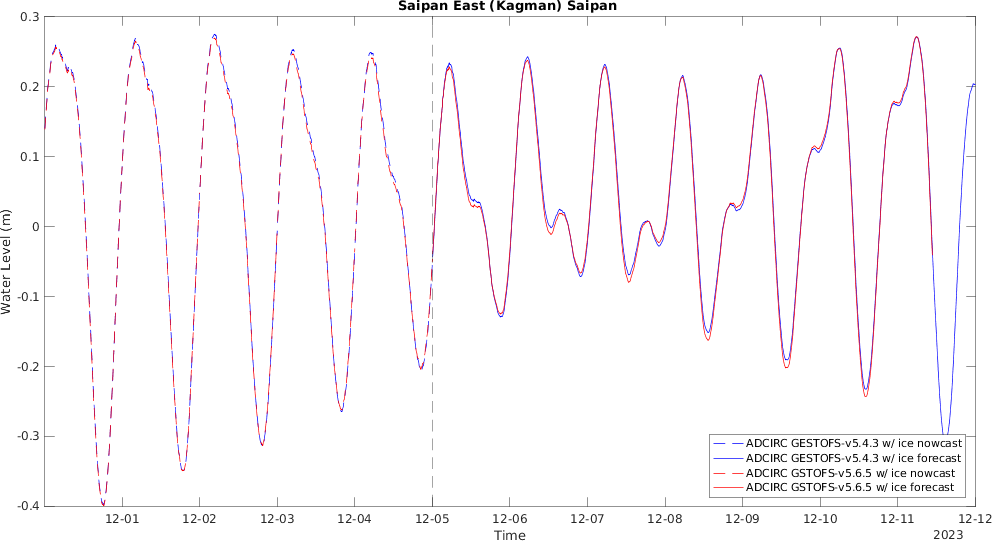 Saipan East (Kagman) Saipan
Water Level (m)
0.3
0.2
0.1
0
-0.1
-0.2
-0.3
-0.4
ADCIRC GESTOFS-v5.4.3 w/ ice nowcast
ADCIRC GESTOFS-v5.4.3 w/ ice forecast
ADCIRC GSTOFS-v5.6.5 w/ ice nowcast
ADCIRC GSTOFS-v5.6.5 w/ ice forecast
12-01 12-02 12-03 12-04 12-05 12-06 12-07 12-08 12-09 12-10 12-11 12-12
Time
2023